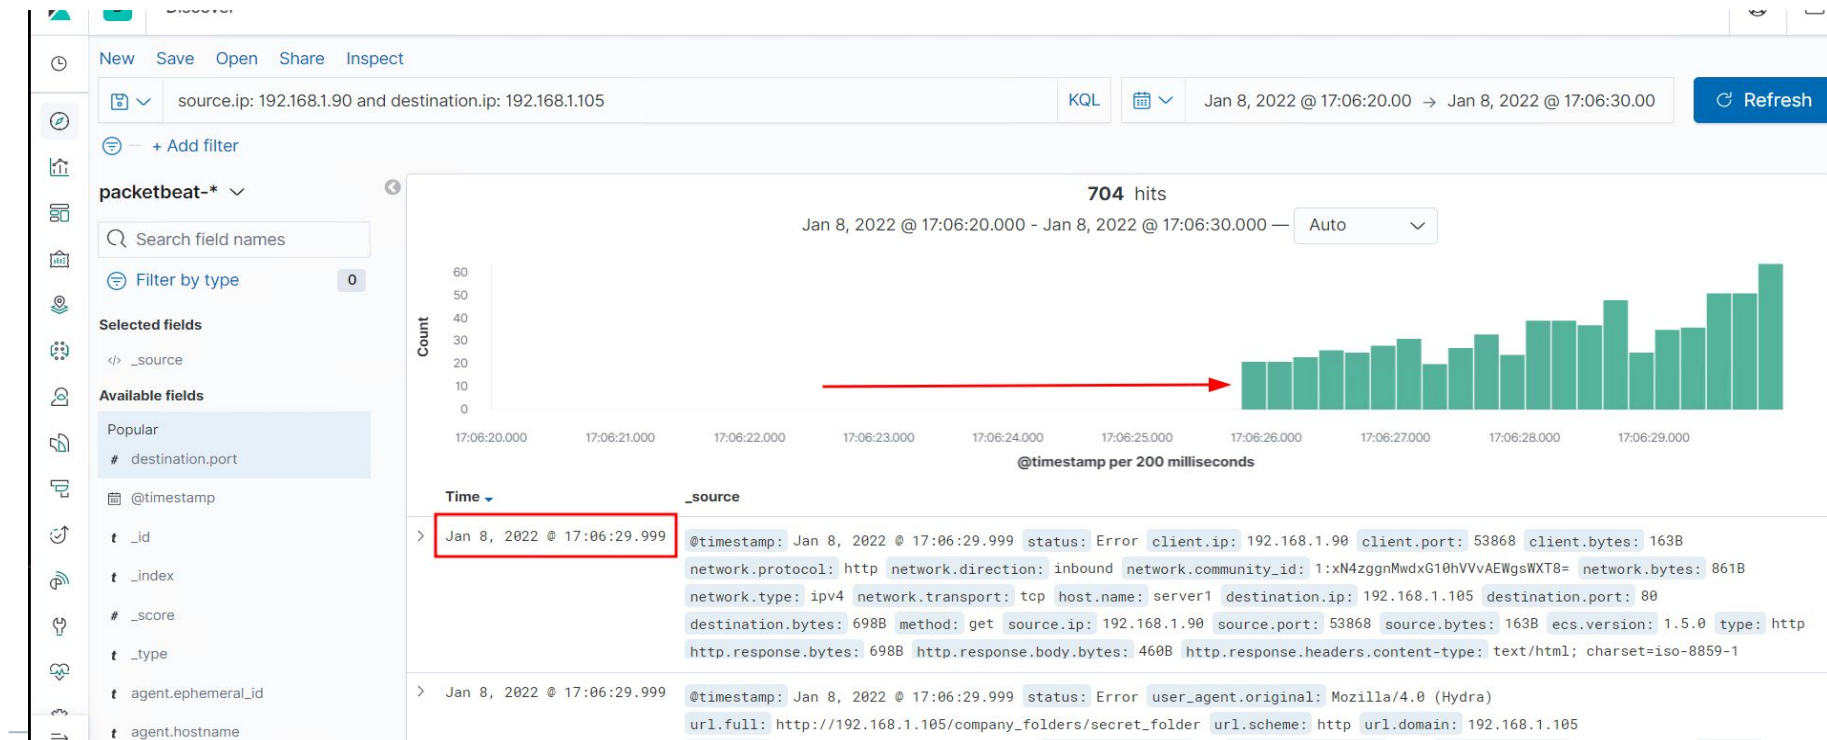 Discover
New Save Open Share Inspect
source.ip: 192.168.1.90 and destination.ip: 192.168.1.105 KQL Jan 8, 2022 @ 17:06:20.00 → Jan 8, 2022 @ 17:06:30.00 Refresh
+ Add filter
packetbeat-*
704 hits
Search field names
Jan 8, 2022 @ 17:06:20.000 - Jan 8, 2022 @ 17:06:30.000 — Auto
Filter by type 0
Selected fields
</> _source
Available fields
Popular
# destination.port
@timestamp
t _id
t _index
# _score
t _type
t agent.ephemeral_id
t agent.hostname
Count
60
50
40
30
20
10
0
17:06:20.000 17:06:21.000 17:06:22.000 17:06:23.000 17:06:24.000 17:06:25.000 17:06:26.000 17:06:27.000 17:06:28.000 17:06:29.000
@timestamp per 200 milliseconds
Time _source
Jan 8, 2022 @ 17:06:29.999 @timestamp: Jan 8, 2022 @ 17:06:29.999 status: Error client.ip: 192.168.1.90 client.port: 53868 client.bytes: 163B
network.protocol: http network.direction: inbound network.community_id: 1:xN4zggnMwdxG10hVVvAEWgsWXT8= network.bytes: 861B
network.type: ipv4 network.transport: tcp host.name: server1 destination.ip: 192.168.1.105 destination.port: 80
destination.bytes: 698B method: get source.ip: 192.168.1.90 source.port: 53868 source.bytes: 163B ecs.version: 1.5.0 type: http
http.response.bytes: 698B http.response.body.bytes: 460B http.response.headers.content-type: text/html; charset=iso-8859-1
Jan 8, 2022 @ 17:06:29.999 @timestamp: Jan 8, 2022 @ 17:06:29.999 status: Error user_agent.original: Mozilla/4.0 (Hydra)
url.full: http://192.168.1.105/company_folders/secret_folder url.scheme: http url.domain: 192.168.1.105